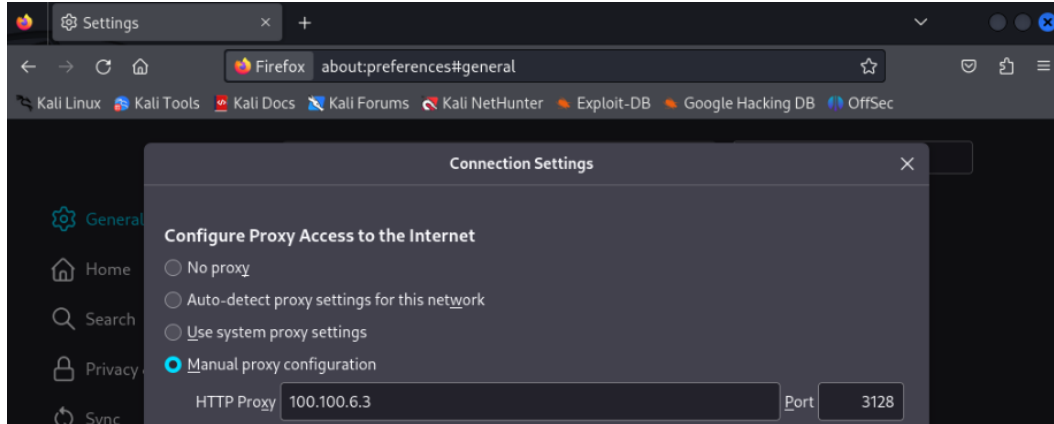 Settings
Firefox about:preferences#general
Kali Linux Kali Tools Kali Docs Kali Forums Kali NetHunter Exploit-DB Google Hacking DB OffSec
Connection Settings
General
Configure Proxy Access to the Internet
No proxy
Home
Auto-detect proxy settings for this network
Search
Use system proxy settings
Privacy
Manual proxy configuration
HTTP Proxy 100.100.6.3 Port 3128
Sync